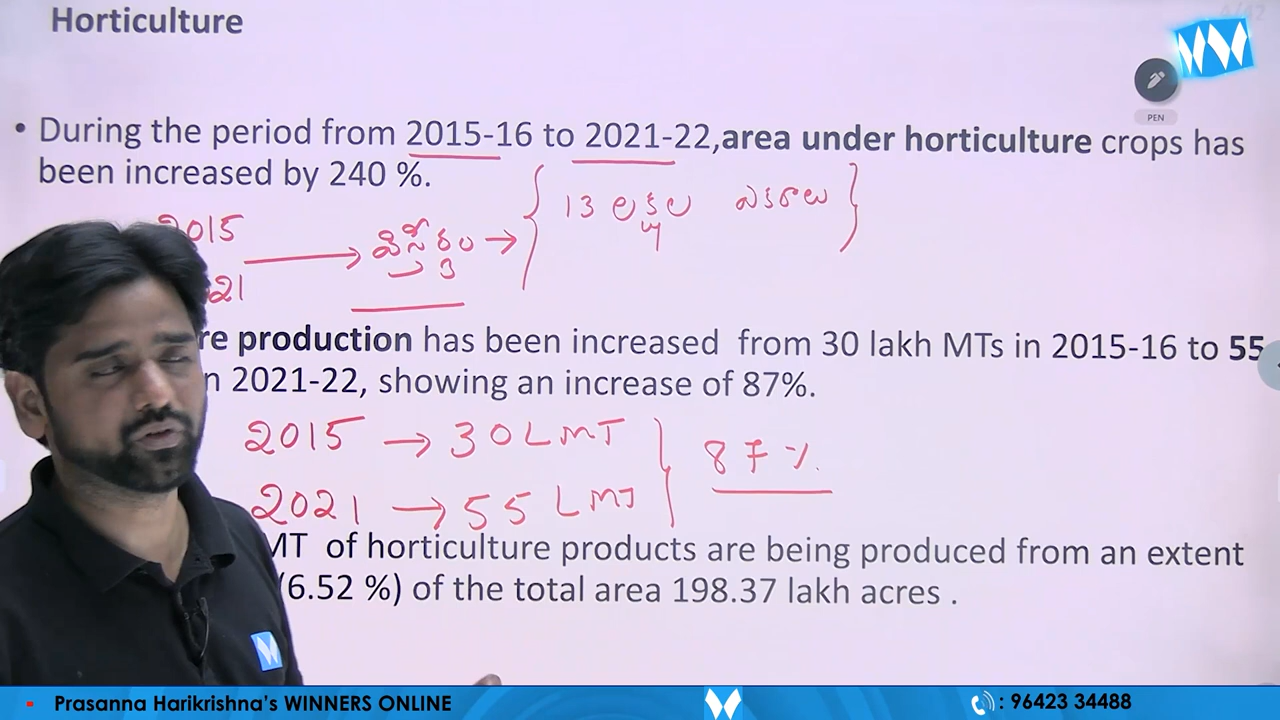 Horticulture
PEN
• During the period from 2015-16 to 2021-22,area under horticulture crops has
been increased by 240 %.
2015 → విస్తీర్ణం → { 13 లక్షల ఎకరాలు }
21
re production has been increased from 30 lakh MTs in 2015-16 to 55
n 2021-22, showing an increase of 87%.
2015 → 30 LMT
87 %.
2021 → 55 LMT
MT of horticulture products are being produced from an extent
(6.52 %) of the total area 198.37 lakh acres .
Prasanna Harikrishna's WINNERS ONLINE
: 96423 34488